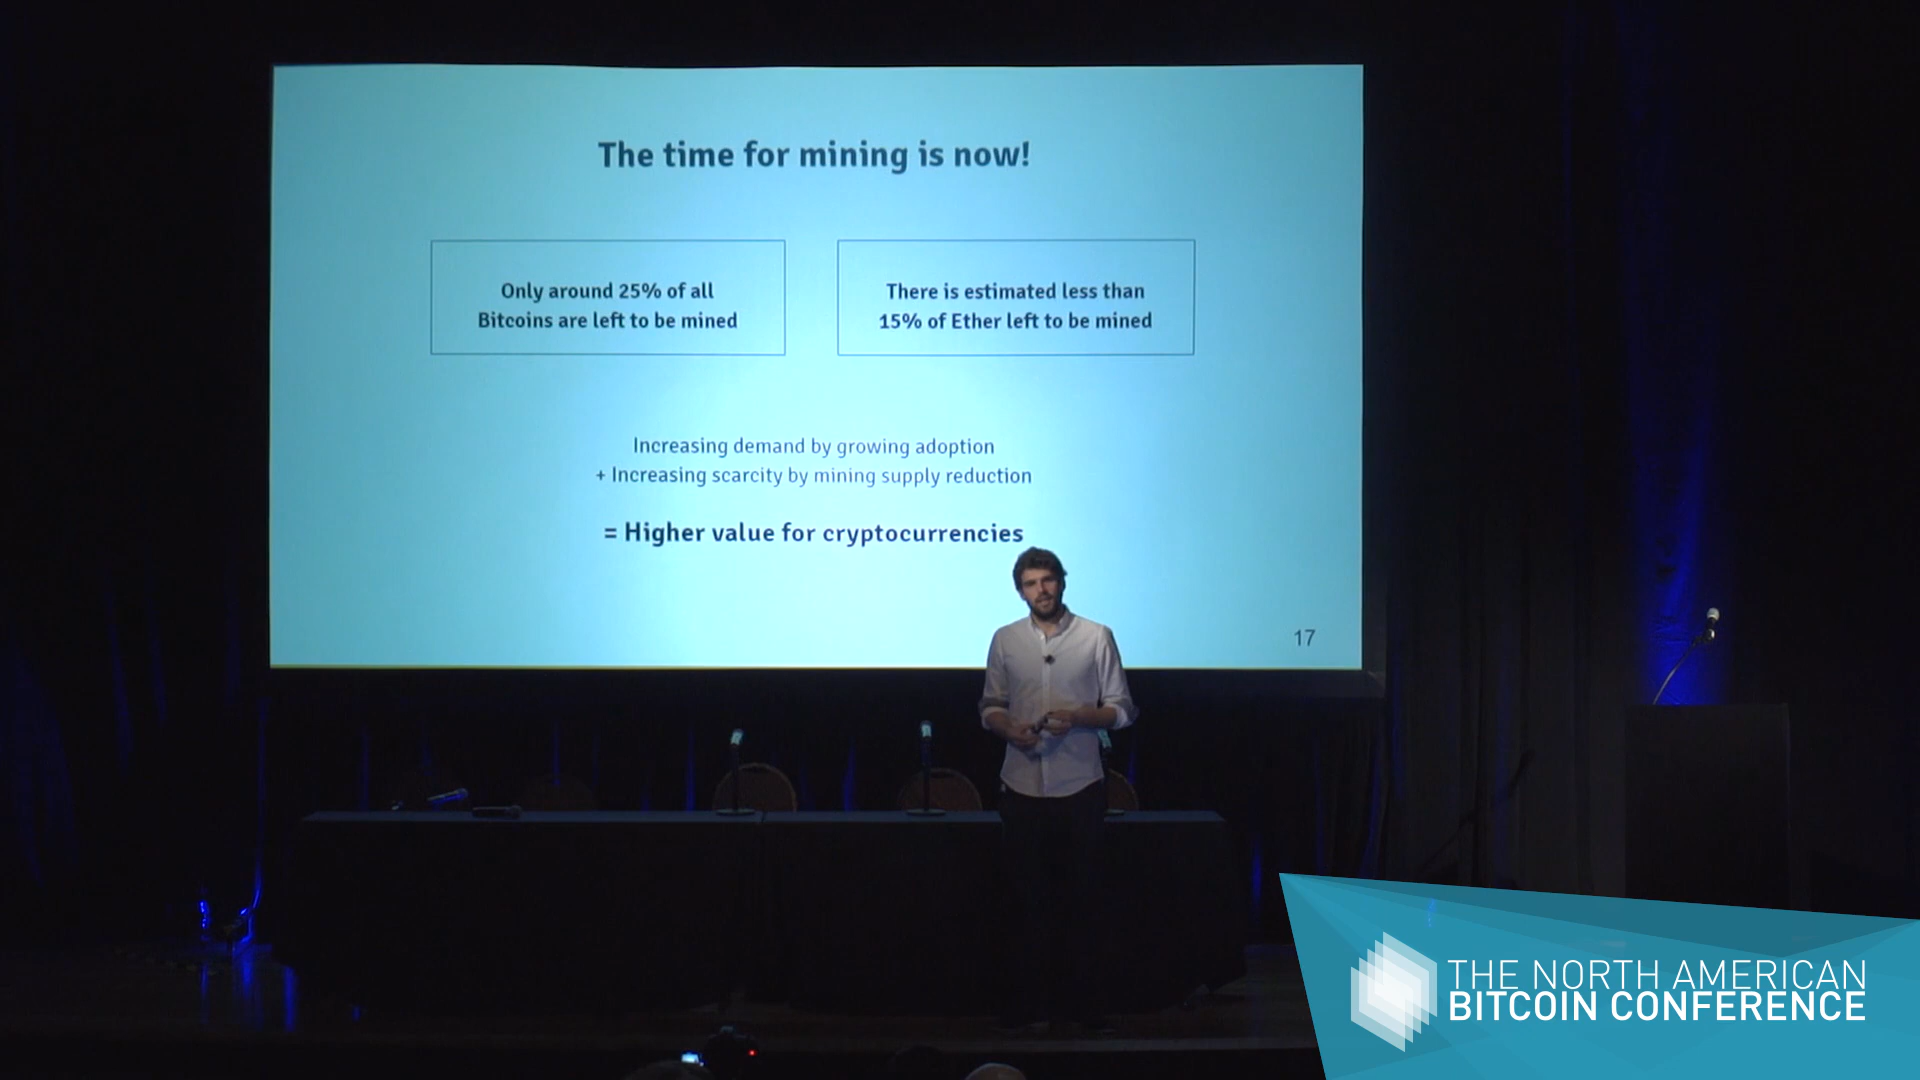 The time for mining is now!
Only around 25% of all
Bitcoins are left to be mined
There is estimated less than
15% of Ether left to be mined
Increasing demand by growing adoption
+ Increasing scarcity by mining supply reduction
= Higher value for cryptocurrencies
17
THE NORTH AMERICAN
BITCOIN CONFERENCE